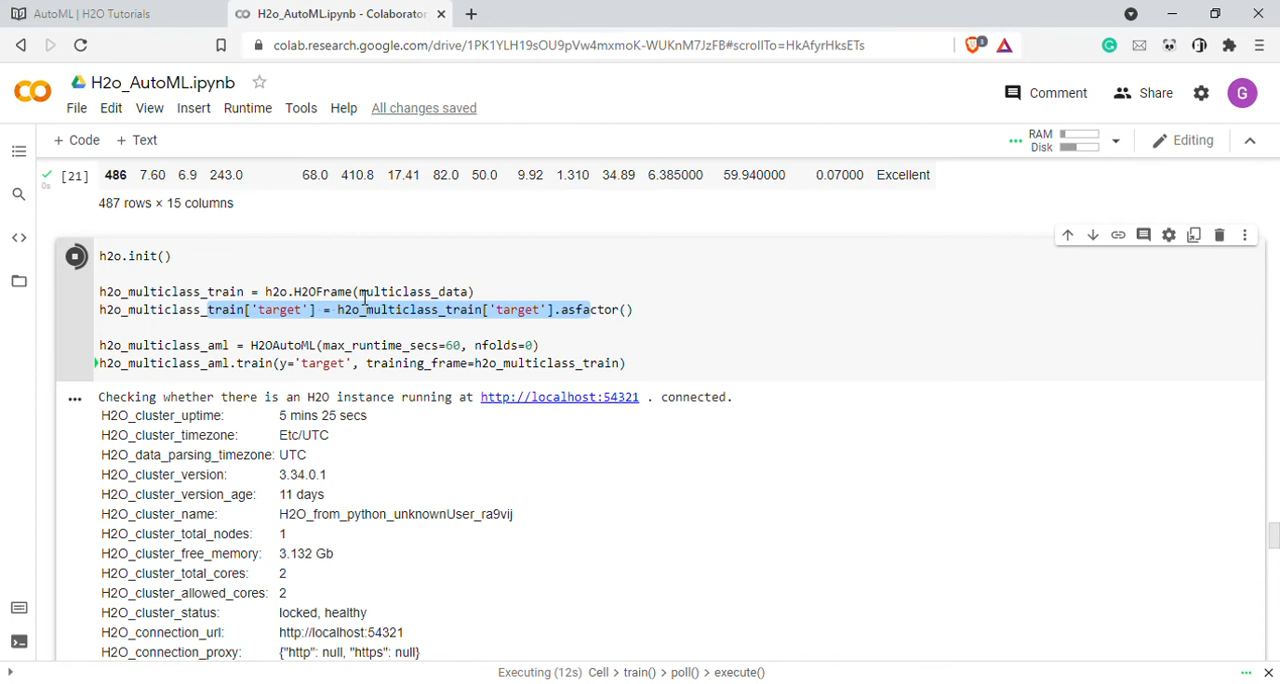 AutoML | H2O Tutorials
H2o_AutoML.ipynb - Colaborator
colab.research.google.com/drive/1PK1YLH19sOU9pVw4mxmoK-WUKnM7JzFB#scrollTo=HkAfyrHksETs
1
H2o_AutoML.ipynb
Comment
Share
G
File Edit View Insert Runtime Tools Help All changes saved
+ Code + Text
RAM
Disk
Editing
[21] 486 7.60 6.9 243.0 68.0 410.8 17.41 82.0 50.0 9.92 1.310 34.89 6.385000 59.940000 0.07000 Excellent
0s
487 rows × 15 columns
h2o.init()
h2o_multiclass_train = h2o.H2OFrame(multiclass_data)
h2o_multiclass_train['target'] = h2o_multiclass_train['target'].asfactor()
h2o_multiclass_aml = H2OAutoML(max_runtime_secs=60, nfolds=0)
h2o_multiclass_aml.train(y='target', training_frame=h2o_multiclass_train)
Checking whether there is an H2O instance running at http://localhost:54321 . connected.
H2O_cluster_uptime: 5 mins 25 secs
H2O_cluster_timezone: Etc/UTC
H2O_data_parsing_timezone: UTC
H2O_cluster_version: 3.34.0.1
H2O_cluster_version_age: 11 days
H2O_cluster_name: H2O_from_python_unknownUser_ra9vij
H2O_cluster_total_nodes: 1
H2O_cluster_free_memory: 3.132 Gb
H2O_cluster_total_cores: 2
H2O_cluster_allowed_cores: 2
H2O_cluster_status: locked, healthy
H2O_connection_url: http://localhost:54321
H2O_connection_proxy: {"http": null, "https": null}
Executing (12s) Cell > train() > poll() > execute()